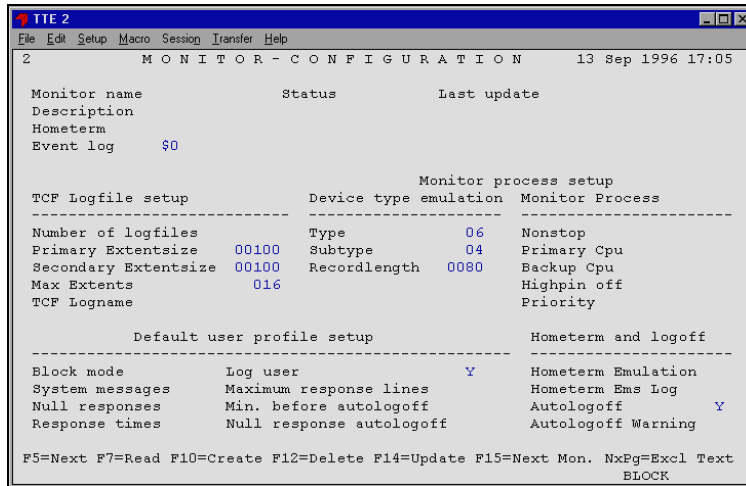 TTE 2
File Edit Setup Macro Session Transfer Help
2 M O N I T O R - C O N F I G U R A T I O N 13 Sep 1996 17:05
Monitor name Status Last update
Description
Hometerm
Event log $0
Monitor process setup
TCF Logfile setup Device type emulation Monitor Process
Number of logfiles Type 06 Nonstop
Primary Extentsize 00100 Subtype 04 Primary Cpu
Secondary Extentsize 00100 Recordlength 0080 Backup Cpu
Max Extents 016 Highpin off
TCF Logname Priority
Default user profile setup Hometerm and logoff
Block mode Log user Y Hometerm Emulation
System messages Maximum response lines Hometerm Ems Log
Null responses Min. before autologoff Autologoff Y
Response times Null response autologoff Autologoff Warning
F5=Next F7=Read F10=Create F12=Delete F14=Update F15=Next Mon. NxPg=Excl Text
BLOCK